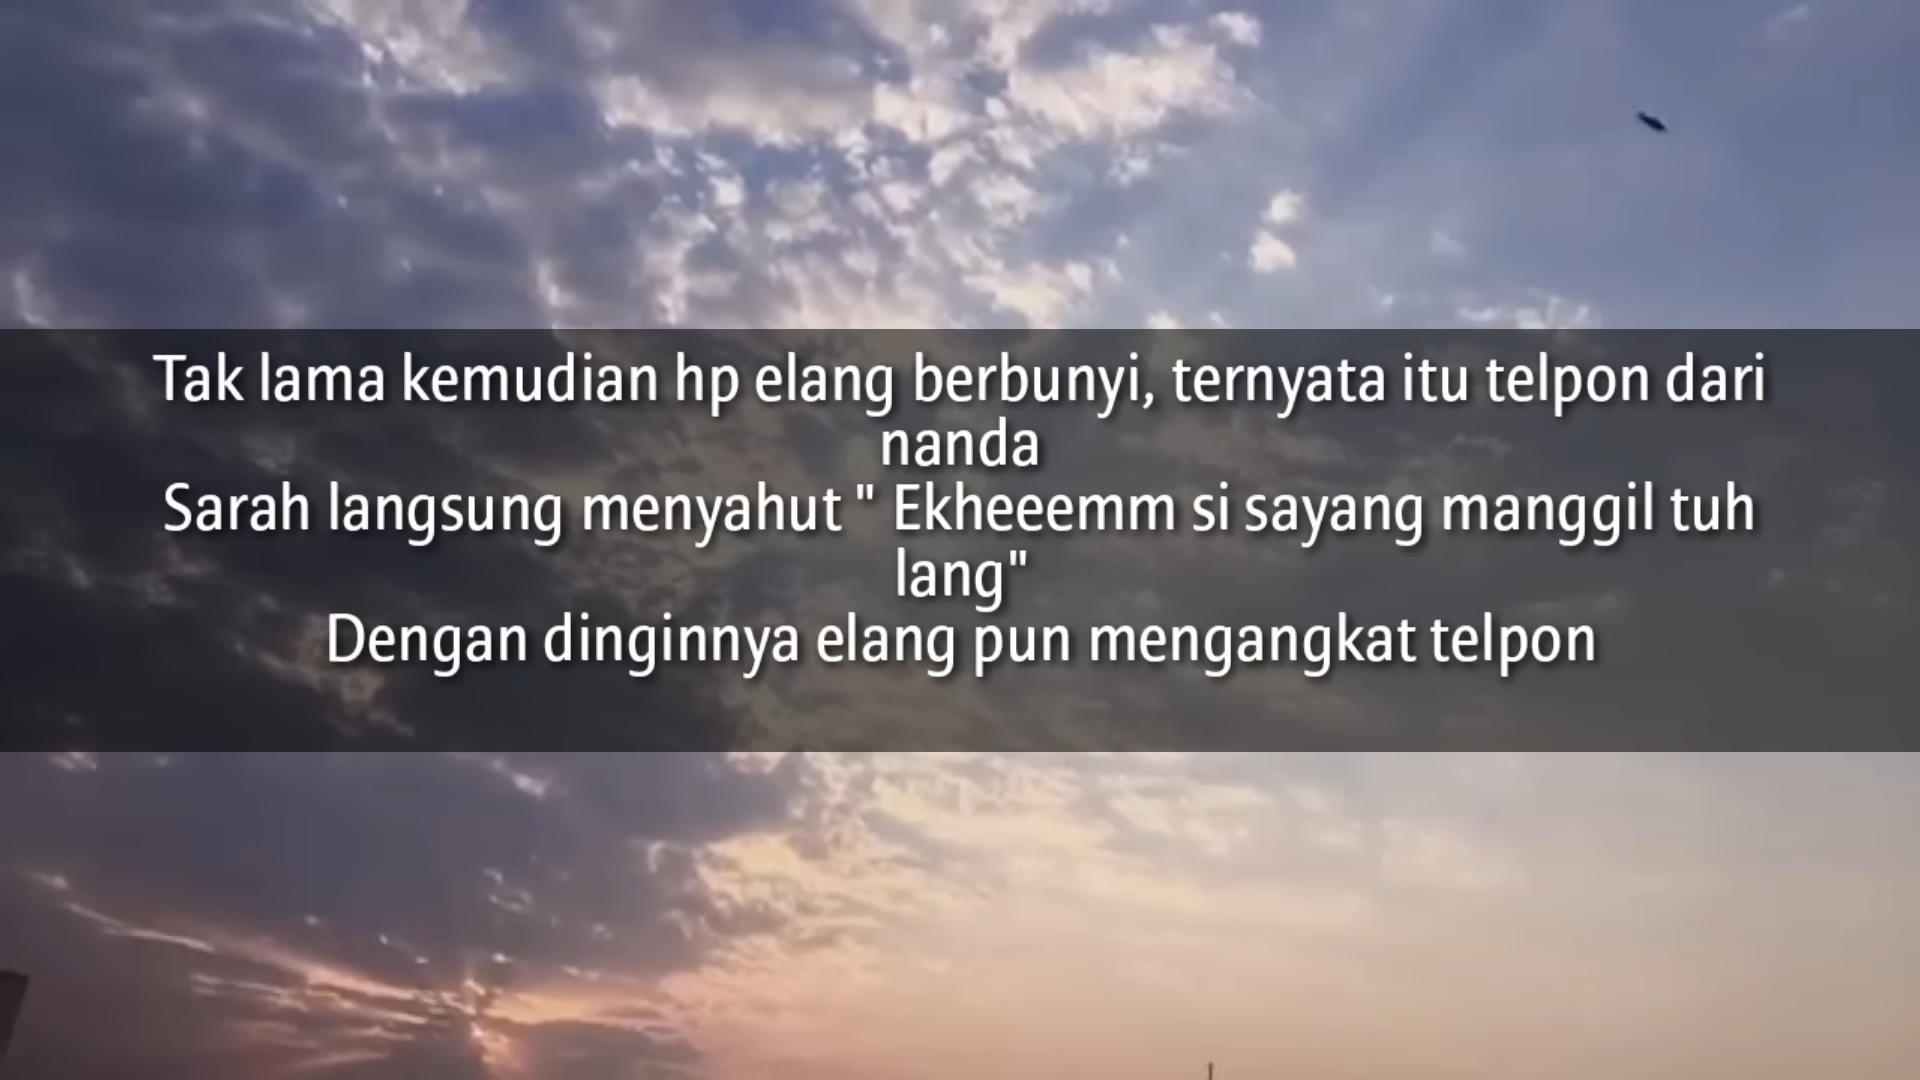 Tak lama kemudian hp elang berbunyi, ternyata itu telpon dari
nanda
Sarah langsung menyahut " Ekheeemm si sayang manggil tuh
lang"
Dengan dinginnya elang pun mengangkat telpon